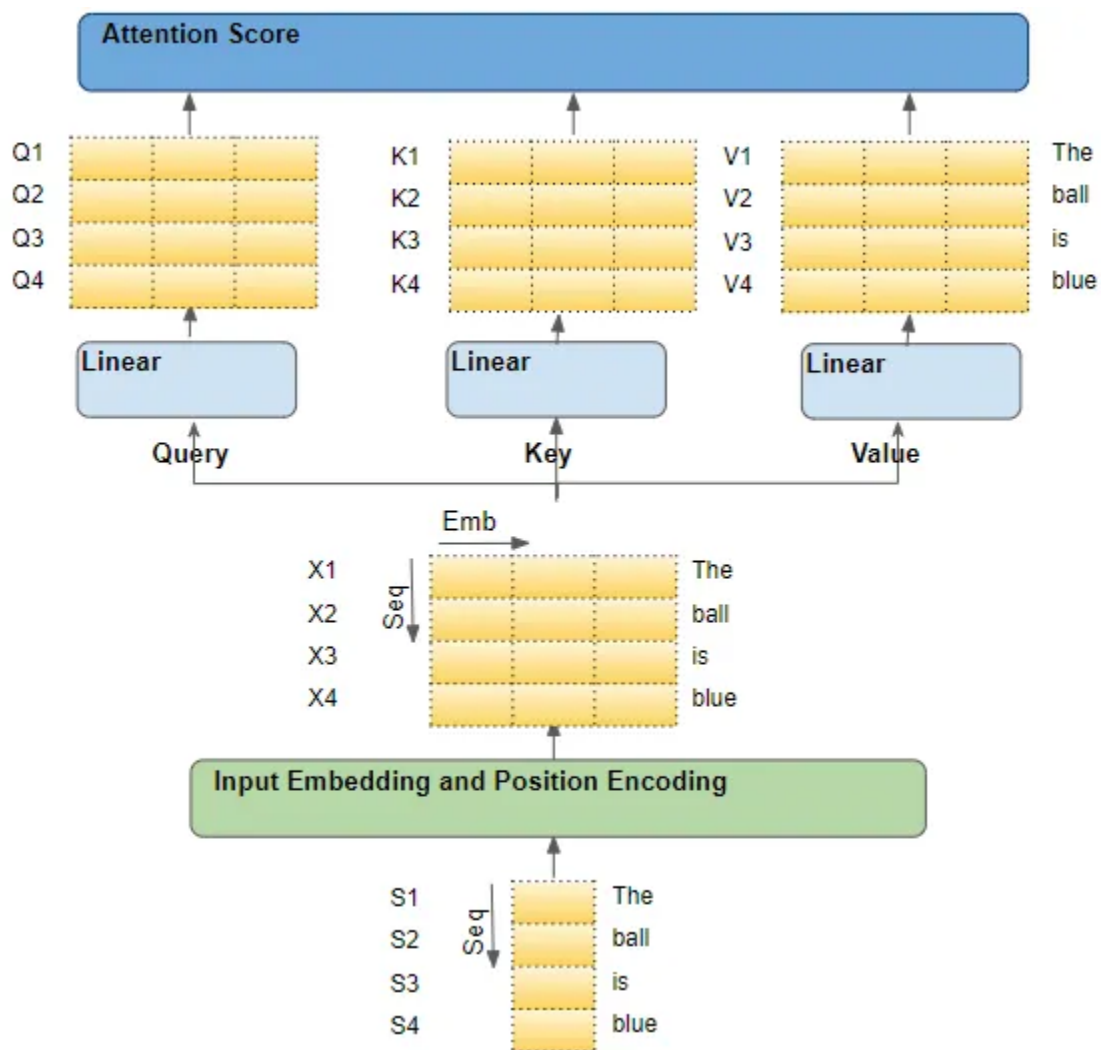 Attention Score
Q1 K1 V1 The
Q2 K2 V2 ball
Q3 K3 V3 is
Q4 K4 V4 blue
Linear Linear Linear
Query Key Value
Emb
Seq
X1 The
X2 ball
X3 is
X4 blue
Input Embedding and Position Encoding
Seq
S1 The
S2 ball
S3 is
S4 blue